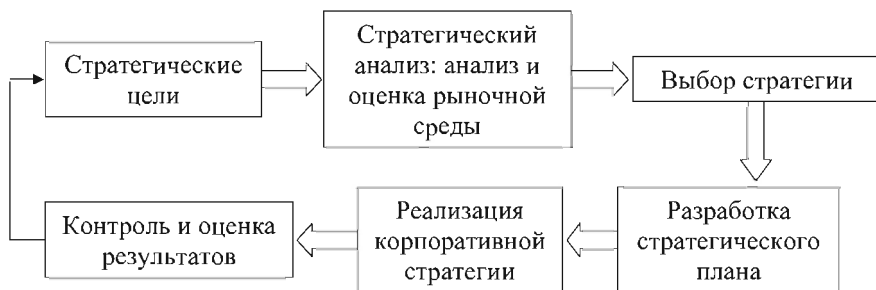 Стратегические
цели
Стратегический
анализ: анализ и
оценка рыночной
среды
Выбор стратегии
Контроль и оценка
результатов
Реализация
корпоративной
стратегии
Разработка
стратегического
плана